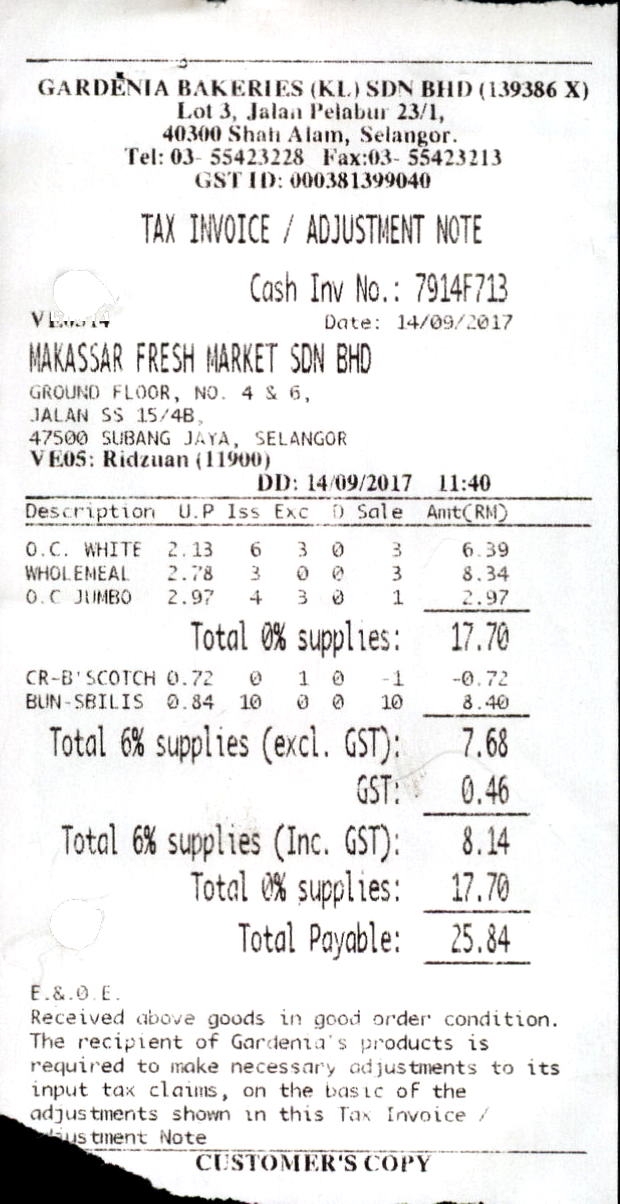 GARDENIA BAKERIES (KL) SDN BHD (139386 X)
Lot 3, Jalan Pelabur 23/1,
40300 Shah Alam, Selangor.
Tel: 03- 55423228 Fax:03- 55423213
GST ID: 000381399040
TAX INVOICE / ADJUSTMENT NOTE
Cash Inv No.: 7914F713
Date: 14/09/2017
MAKASSAR FRESH MARKET SDN BHD
GROUND FLOOR, NO. 4 & 6,
JALAN SS 15/4B,
47500 SUBANG JAYA, SELANGOR
VE05: Ridzuan (11900)
DD: 14/09/2017 11:40
Description U.P Iss Exc D Sale Amt(RM)
O.C. WHITE 2.13 6 3 0 3 6.39
WHOLEMEAL 2.78 3 0 0 3 8.34
O.C JUMBO 2.97 4 3 0 1 2.97
Total 0% supplies: 17.70
CR-B'SCOTCH 0.72 0 1 0 -1 -0.72
BUN-SBILIS 0.84 10 0 0 10 8.40
Total 6% supplies (excl. GST): 7.68
GST: 0.46
Total 6% supplies (Inc. GST): 8.14
Total 0% supplies: 17.70
Total Payable: 25.84
E.&.O.E.
Received above goods in good order condition.
The recipient of Gardenia's products is
required to make necessary adjustments to its
input tax claims, on the basic of the
adjustments shown in this Tax Invoice /
Note
CUSTOMER'S COPY